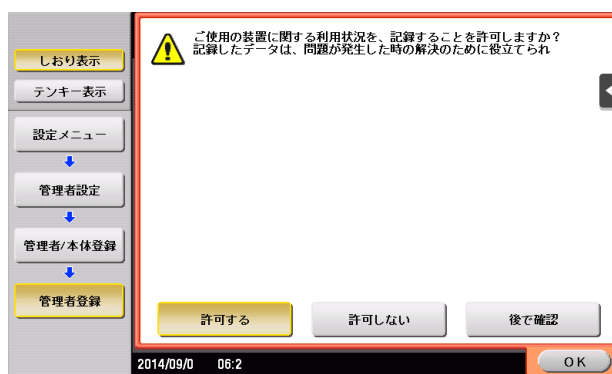 しおり表示
テンキー表示
設定メニュー
管理者設定
管理者/本体登録
管理者登録
ご使用の装置に関する利用状況を、記録することを許可しますか？
記録したデータは、問題が発生した時の解決のために役立てられ
許可する
許可しない
後で確認
2014/09/0 06:2
OK